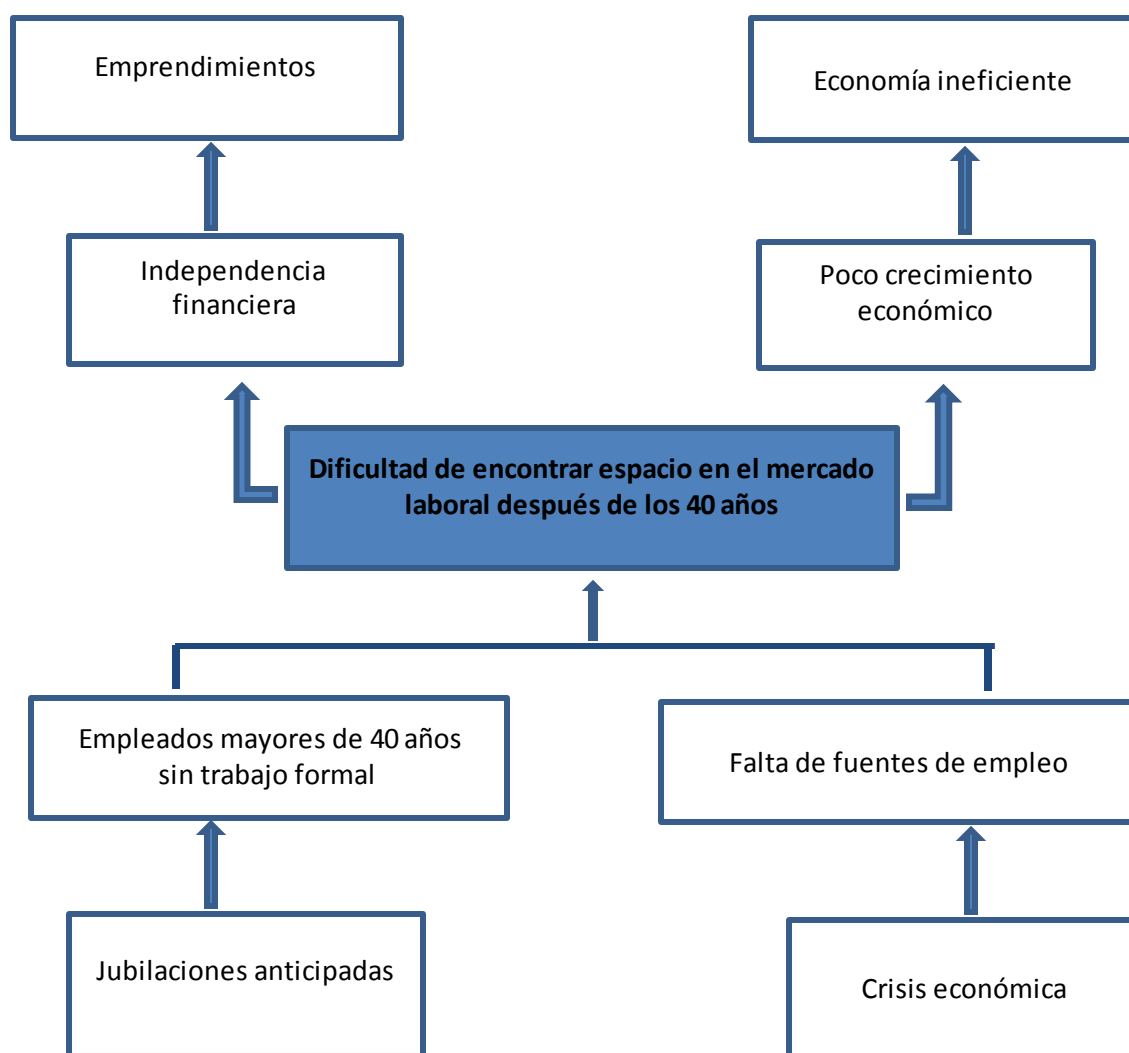 Emprendimientos
Economía ineficiente
Independencia
financiera
Poco crecimiento
económico
Dificultad de encontrar espacio en el mercado
laboral después de los 40 años
Empleados mayores de 40 años
sin trabajo formal
Falta de fuentes de empleo
Jubilaciones anticipadas
Crisis económica